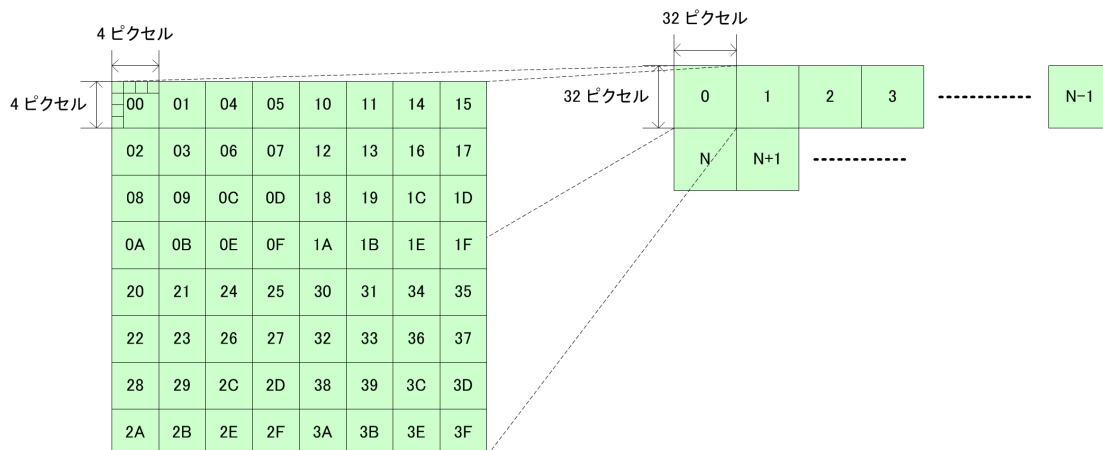 4 ピクセル
4 ピクセル
00 01 04 05 10 11 14 15
02 03 06 07 12 13 16 17
08 09 0C 0D 18 19 1C 1D
0A 0B 0E 0F 1A 1B 1E 1F
20 21 24 25 30 31 34 35
22 23 26 27 32 33 36 37
28 29 2C 2D 38 39 3C 3D
2A 2B 2E 2F 3A 3B 3E 3F
32 ピクセル
32 ピクセル
0 1 2 3 N-1
N N+1